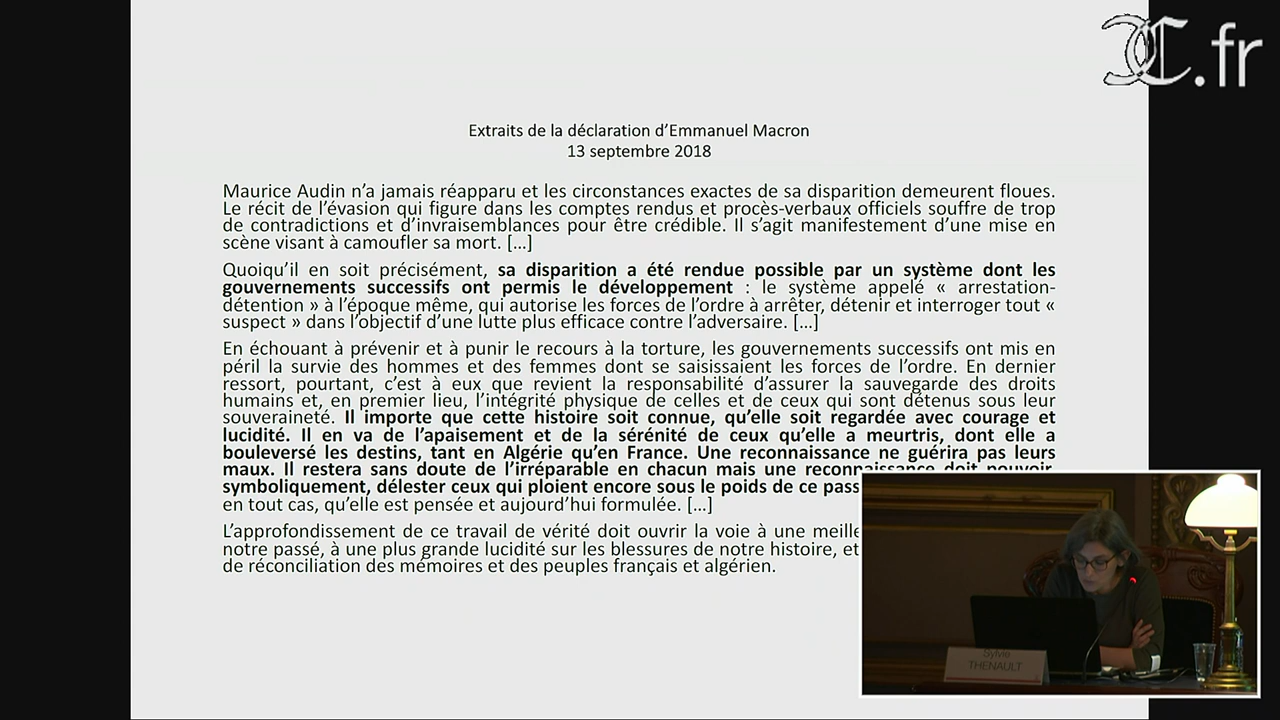 .fr
Extraits de la déclaration d’Emmanuel Macron
13 septembre 2018
Maurice Audin n’a jamais réapparu et les circonstances exactes de sa disparition demeurent floues.
Le récit de l’évasion qui figure dans les comptes rendus et procès-verbaux officiels souffre de trop
de contradictions et d’invraisemblances pour être crédible. Il s’agit manifestement d’une mise en
scène visant à camoufler sa mort. […]
Quoiqu’il en soit précisément, sa disparition a été rendue possible par un système dont les
gouvernements successifs ont permis le développement : le système appelé « arrestation-
détention » à l’époque même, qui autorise les forces de l’ordre à arrêter, détenir et interroger tout «
suspect » dans l’objectif d’une lutte plus efficace contre l’adversaire. […]
En échouant à prévenir et à punir le recours à la torture, les gouvernements successifs ont mis en
péril la survie des hommes et des femmes dont se saisissaient les forces de l’ordre. En dernier
ressort, pourtant, c’est à eux que revient la responsabilité d’assurer la sauvegarde des droits
humains et, en premier lieu, l’intégrité physique de celles et de ceux qui sont détenus sous leur
souveraineté. Il importe que cette histoire soit connue, qu’elle soit regardée avec courage et
lucidité. Il en va de l’apaisement et de la sérénité de ceux qu’elle a meurtris, dont elle a
bouleversé les destins, tant en Algérie qu’en France. Une reconnaissance ne guérira pas leurs
maux. Il restera sans doute de l’irréparable en chacun mais une reconnaissance doit pouvoir,
symboliquement, délester ceux qui ploient encore sous le poids de ce pass
en tout cas, qu’elle est pensée et aujourd’hui formulée. […]
L’approfondissement de ce travail de vérité doit ouvrir la voie à une meille
notre passé, à une plus grande lucidité sur les blessures de notre histoire, et
de réconciliation des mémoires et des peuples français et algérien.
Sylvie
THENAULT